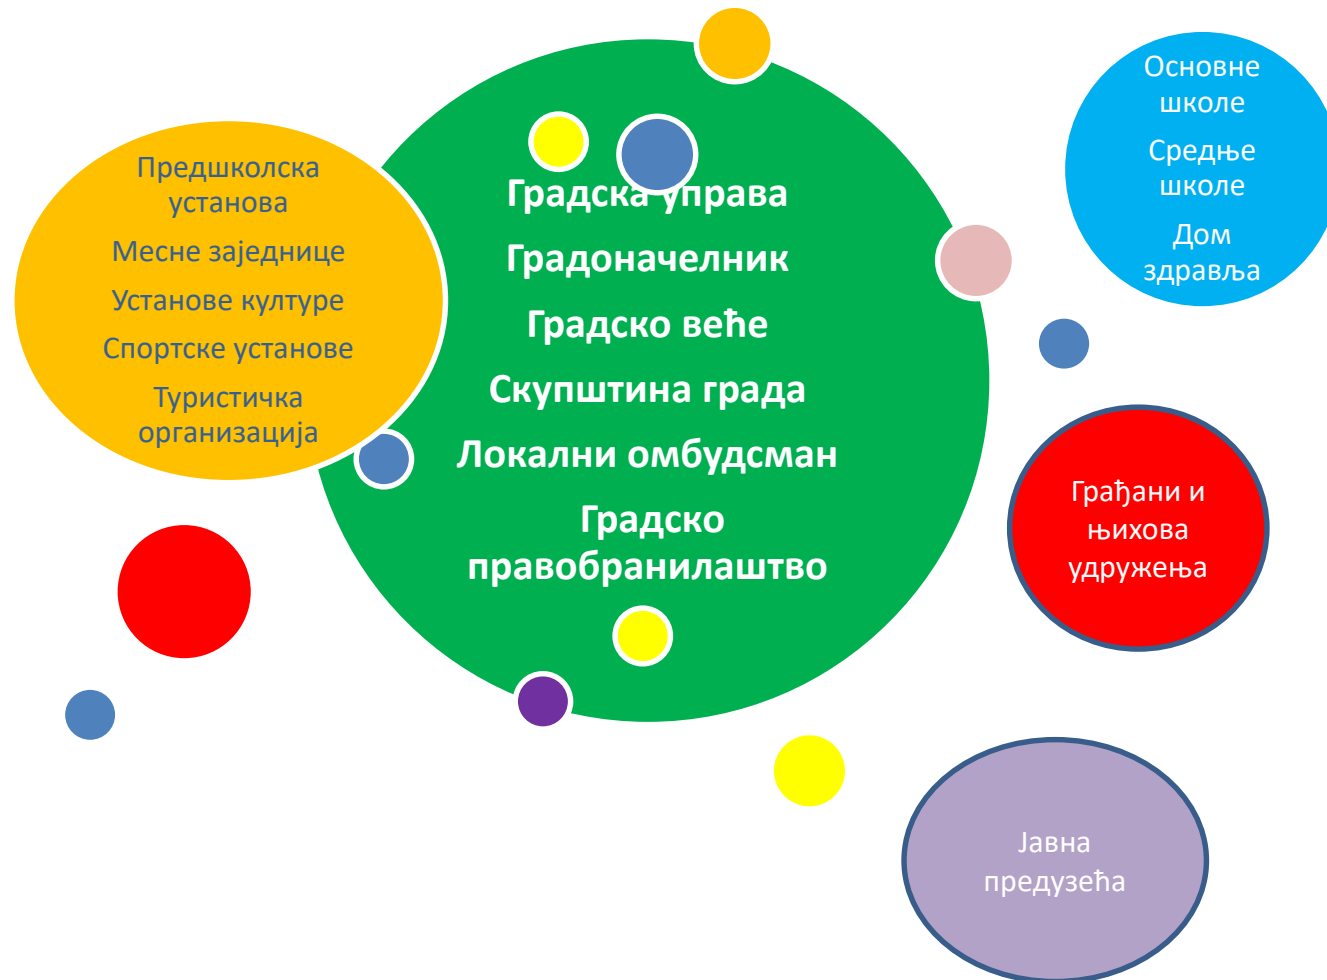 Предшколска
установа
Месне заједнице
Установе културе
Спортске установе
Туристичка
организација
Градска управа
Градоначелник
Градско веће
Скупштина града
Локални омбудсман
Градско
правобранилаштво
Основне
школе
Средње
школе
Дом
здравља
Грађани и
њихова
удружења
Јавна
предузећа